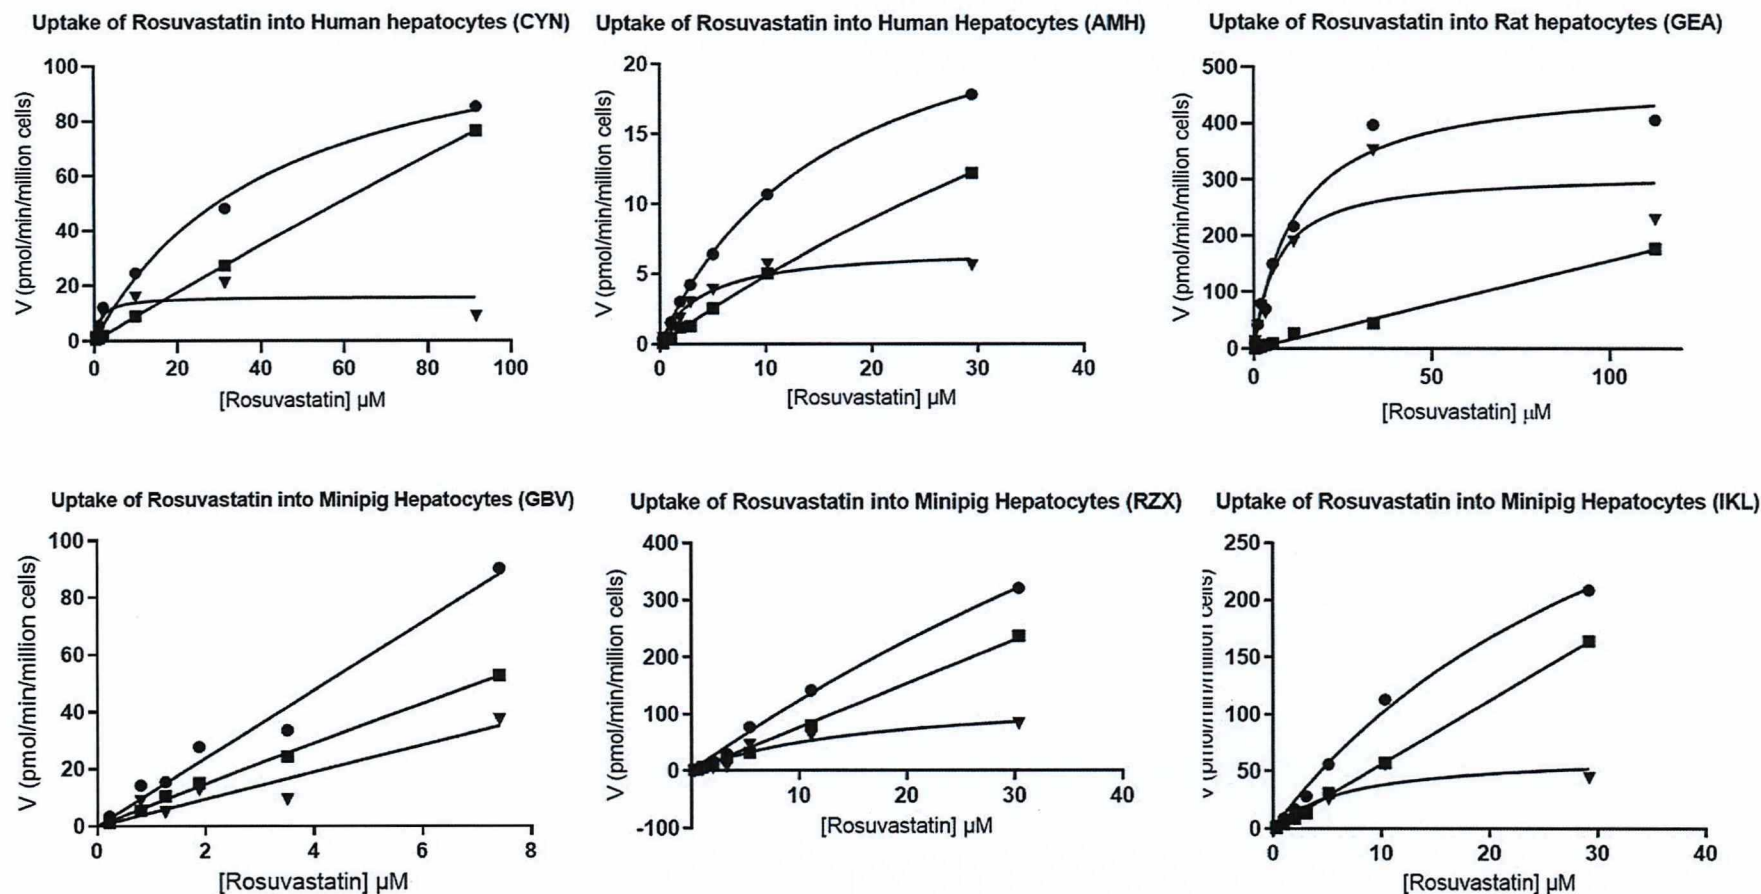 Uptake of Rosuvastatin into Human hepatocytes (CYN)
V (pmol/min/million cells)
100
80
60
40
20
0
0 20 40 60 80 100
[Rosuvastatin] µM
Uptake of Rosuvastatin into Human Hepatocytes (AMH)
V (pmol/min/million cells)
20
15
10
5
0
0 10 20 30 40
[Rosuvastatin] µM
Uptake of Rosuvastatin into Rat hepatocytes (GEA)
V (pmol/min/million cells)
500
400
300
200
100
0
0 50 100
[Rosuvastatin] µM
Uptake of Rosuvastatin into Minipig Hepatocytes (GBV)
V (pmol/min/million cells)
100
80
60
40
20
0
0 2 4 6 8
[Rosuvastatin] µM
Uptake of Rosuvastatin into Minipig Hepatocytes (RZX)
V (pmol/min/million cells)
400
300
200
100
0
-100
10 20 30 40
[Rosuvastatin] µM
Uptake of Rosuvastatin into Minipig Hepatocytes (IKL)
V (pmol/min/million cells)
250
200
150
100
50
0
0 10 20 30 40
[Rosuvastatin] µM